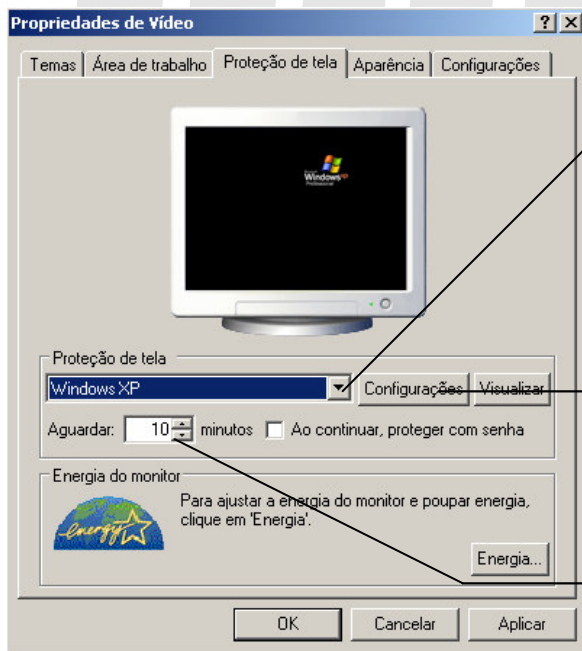 Propriedades de Vídeo
Temas Área de trabalho Proteção de tela Aparência Configurações
Windows xp
Professional
Proteção de tela
Windows XP Configurações Visualizar
Aguardar: 10 minutos Ao continuar, proteger com senha
Energia do monitor
Para ajustar a energia do monitor e poupar energia,
clique em 'Energia'.
energy
Energia...
OK Cancelar Aplicar